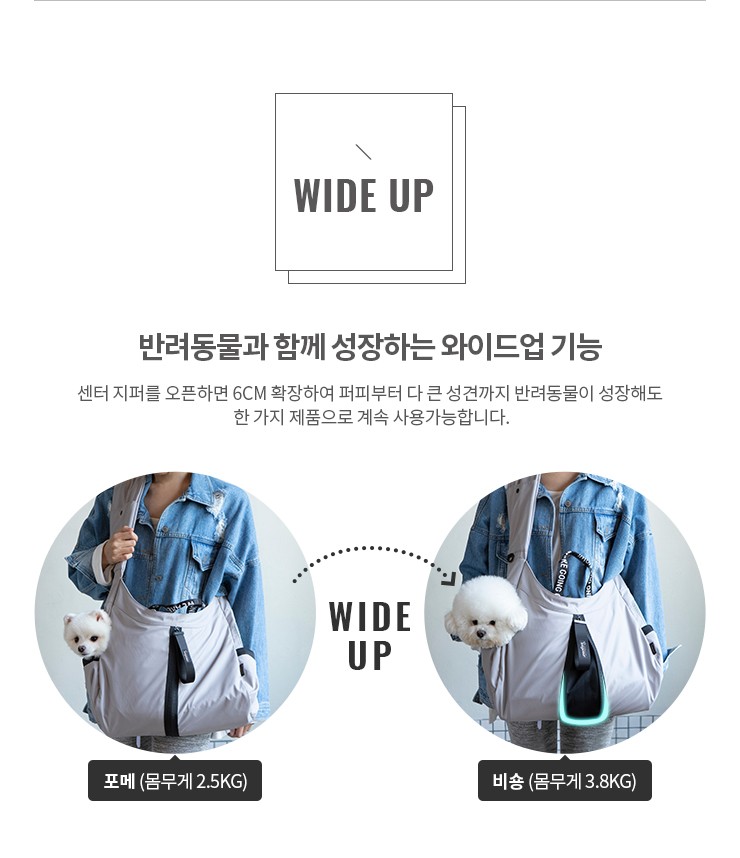 WIDE UP
반려동물과 함께 성장하는 와이드업 기능
센터 지퍼를 오픈하면 6CM 확장하여 퍼피부터 다 큰 성견까지 반려동물이 성장해도
한 가지 제품으로 계속 사용가능합니다.
WIDE
UP
포메 (몸무게 2.5KG)
비숑 (몸무게 3.8KG)